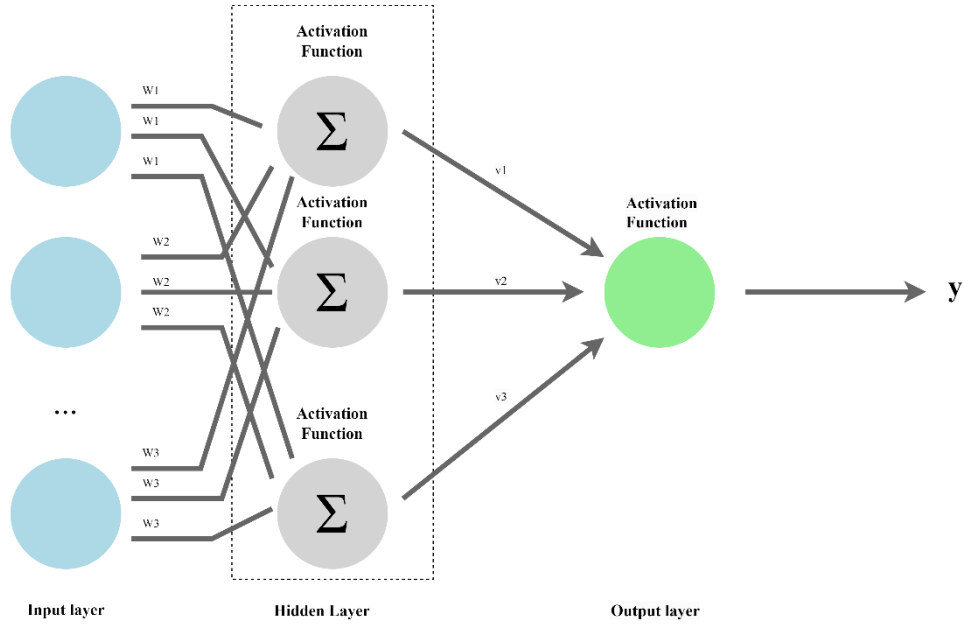 Activation
Function
W1
W1
W1
Σ
v1
Activation
Function
Activation
Function
W2
W2
W2
Σ
v2
y
...
Activation
Function
v3
W3
W3
W3
Σ
Input layer
Hidden Layer
Output layer